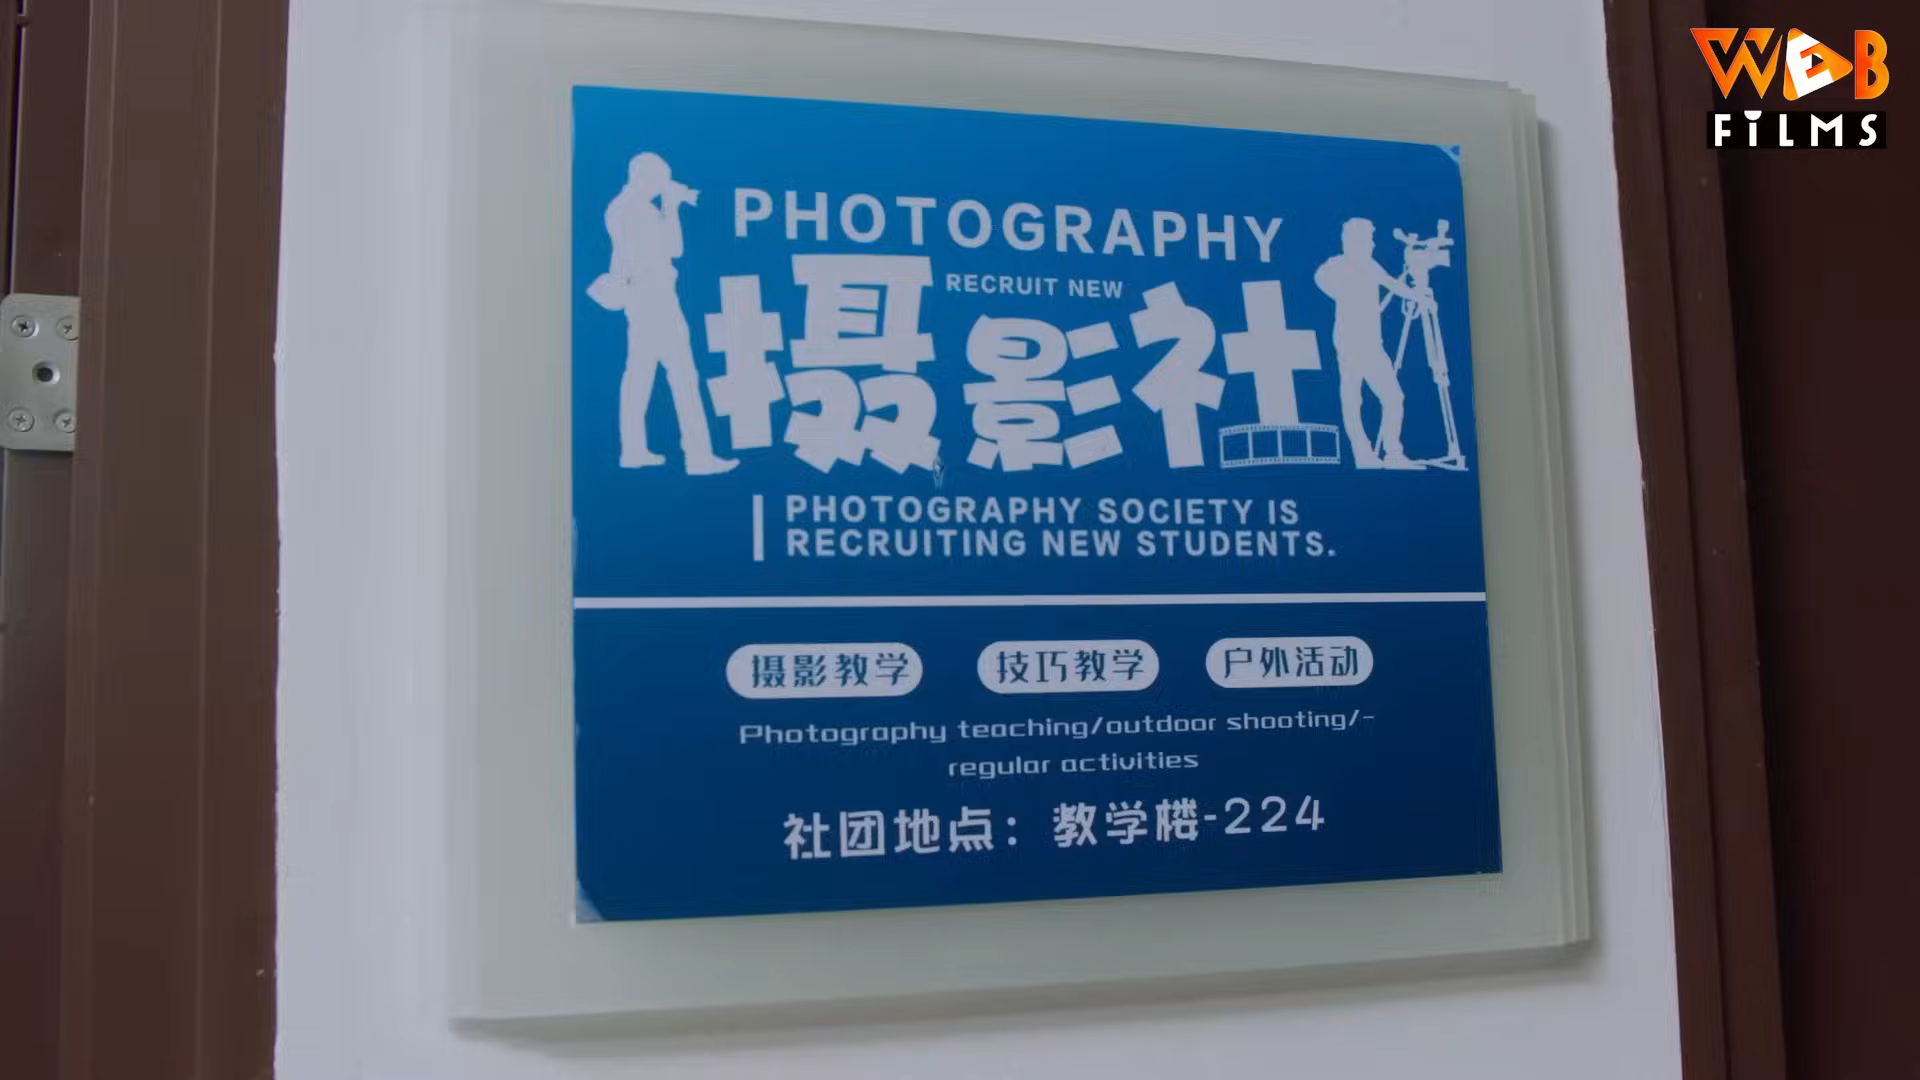 WEB
FILMS
PHOTOGRAPHY
RECRUIT NEW
摄影社
PHOTOGRAPHY SOCIETY IS
RECRUITING NEW STUDENTS.
摄影教学 技巧教学 户外活动
Photography teaching/outdoor shooting/-
regular activities
社团地点：教学楼-224